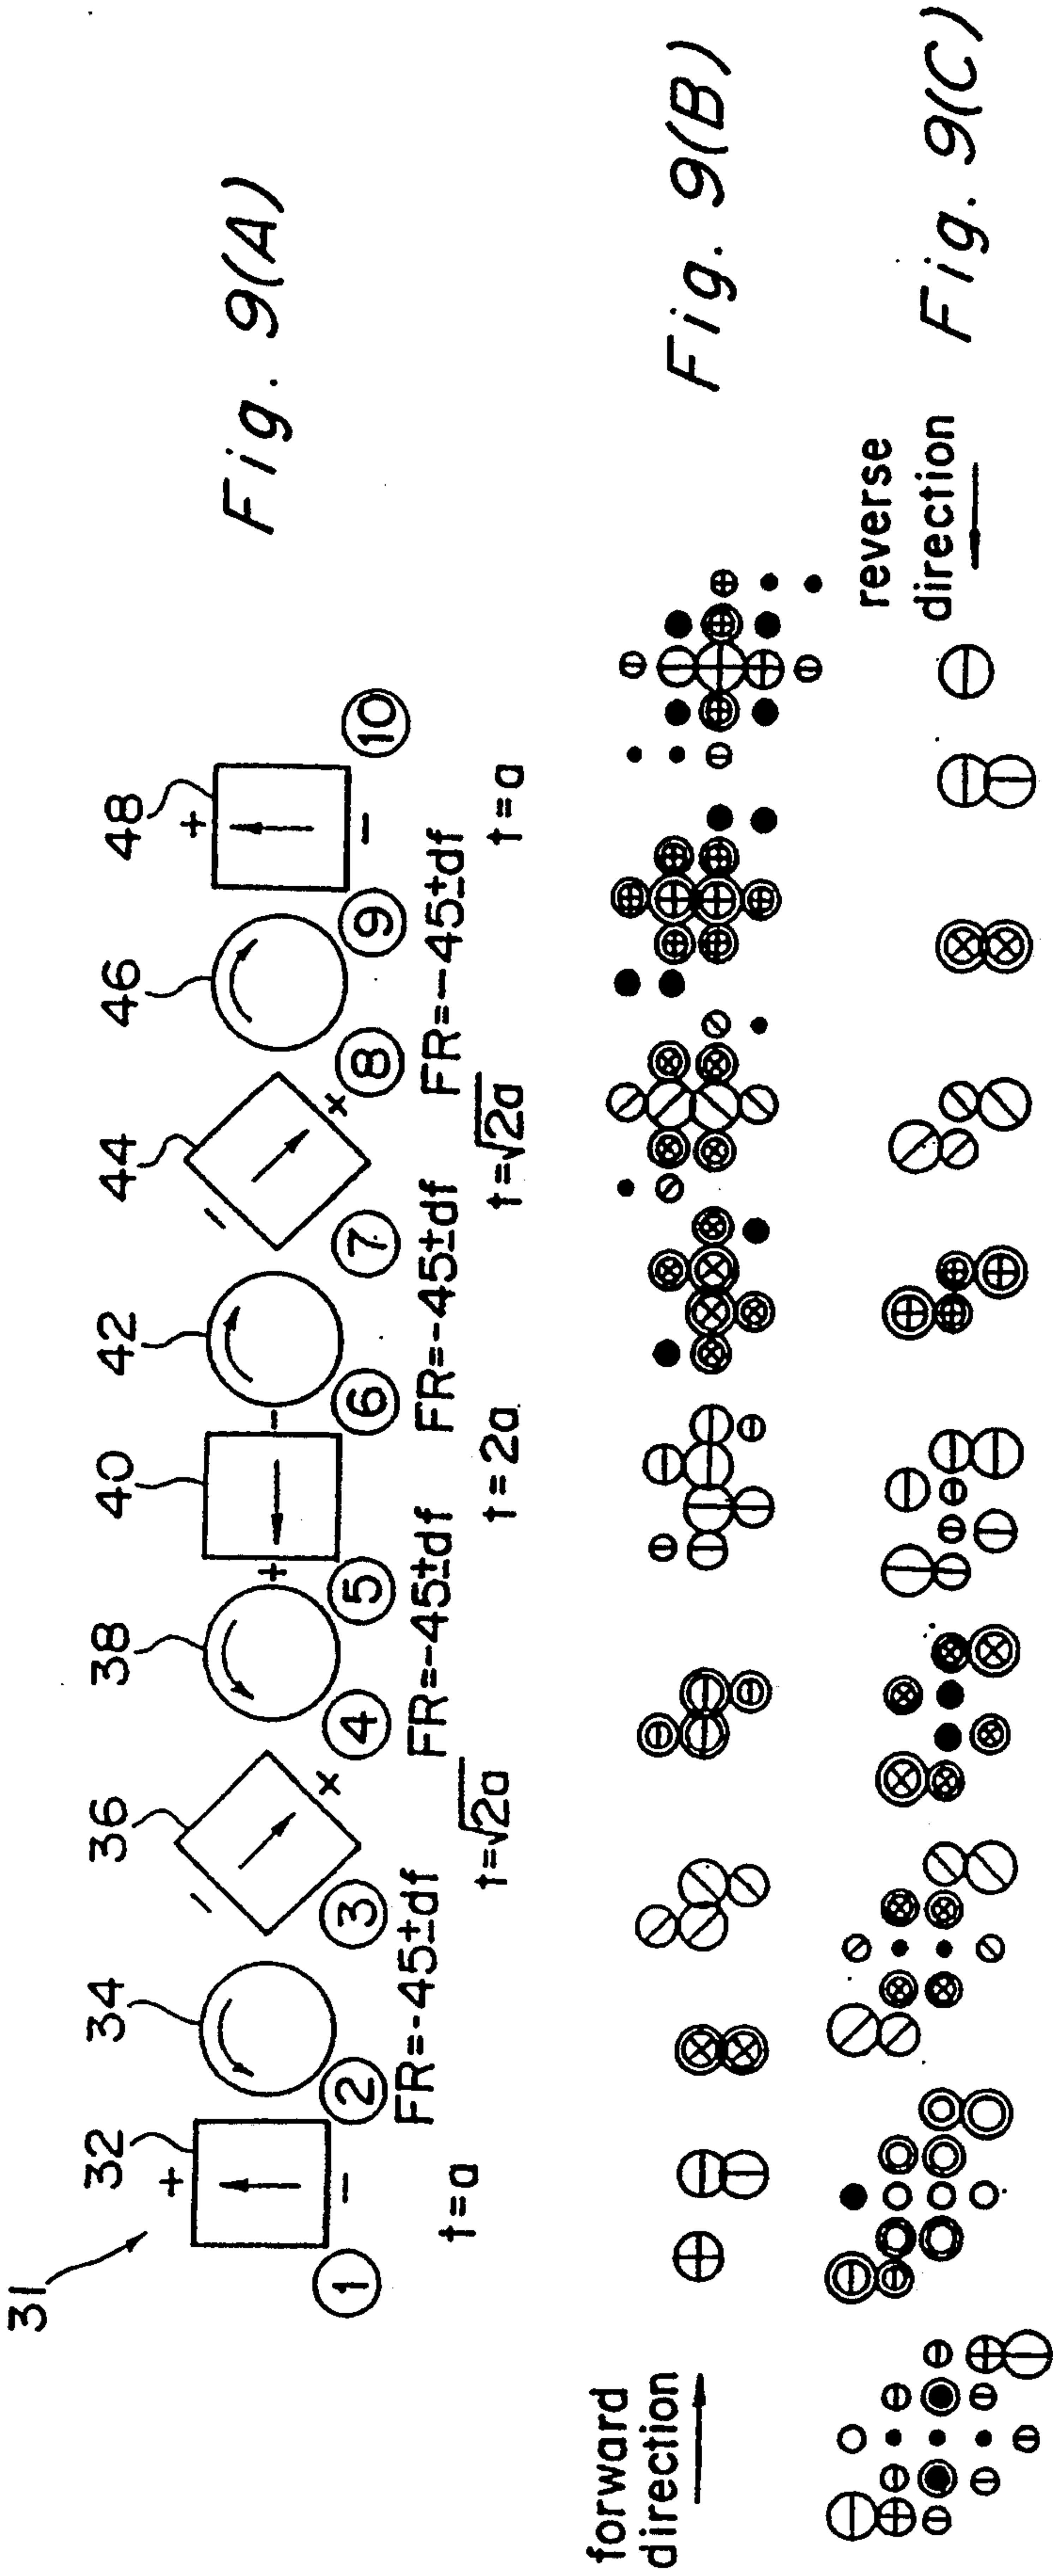 31
32 34 36 38 40 42 44 46 48
+ − + − − +
− + + −
1 2 3 4 5 6 7 8 9 10
FR=-45±df FR=-45±df FR=-45±df FR=-45±df
t=a t=√2a t=2a t=√2a t=a
Fig. 9(A)
forward
direction
Fig. 9(B)
reverse
direction
Fig. 9(C)